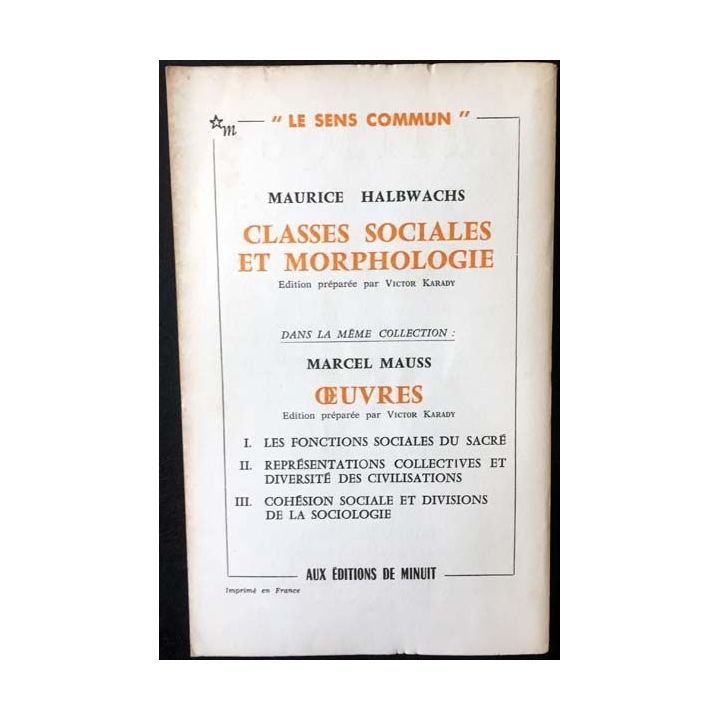 m
" LE SENS COMMUN "
MAURICE HALBWACHS
CLASSES SOCIALES
ET MORPHOLOGIE
Edition préparée par VICTOR KARADY
DANS LA MÊME COLLECTION :
MARCEL MAUSS
ŒUVRES
Edition préparée par VICTOR KARADY
I. LES FONCTIONS SOCIALES DU SACRÉ
II. REPRÉSENTATIONS COLLECTIVES ET
DIVERSITÉ DES CIVILISATIONS
III. COHÉSION SOCIALE ET DIVISIONS
DE LA SOCIOLOGIE
AUX ÉDITIONS DE MINUIT
Imprimé en France